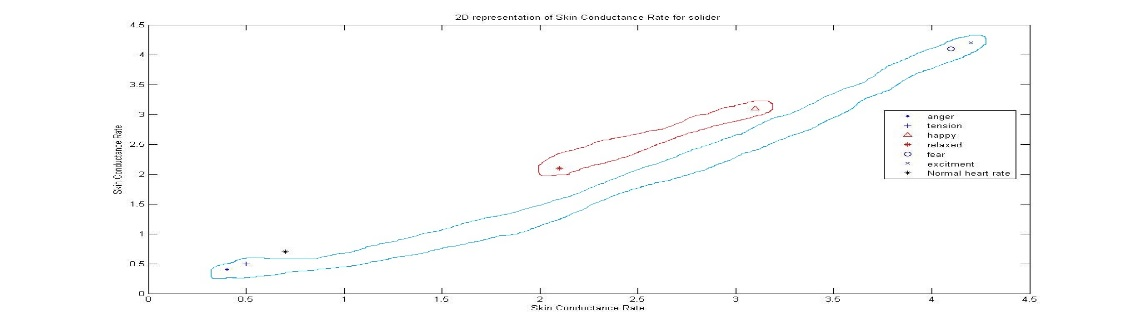 2D representation of Skin Conductance Rate for solider
4.5
4
3.5
3
2.5
2
1.5
1
0.5
0
Skin Conductance Rate
0 0.5 1 1.5 2 2.5 3 3.5 4 4.5
Skin Conductance Rate
anger
tension
happy
relaxed
fear
excitment
Normal heart rate